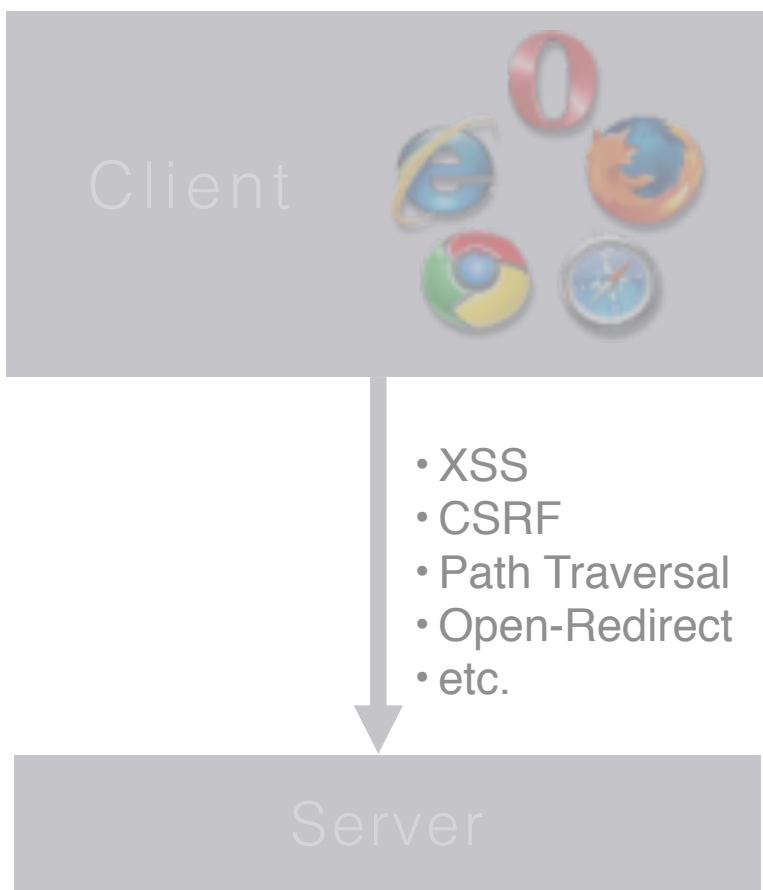 Client
• XSS
• CSRF
• Path Traversal
• Open-Redirect
• etc.
Server